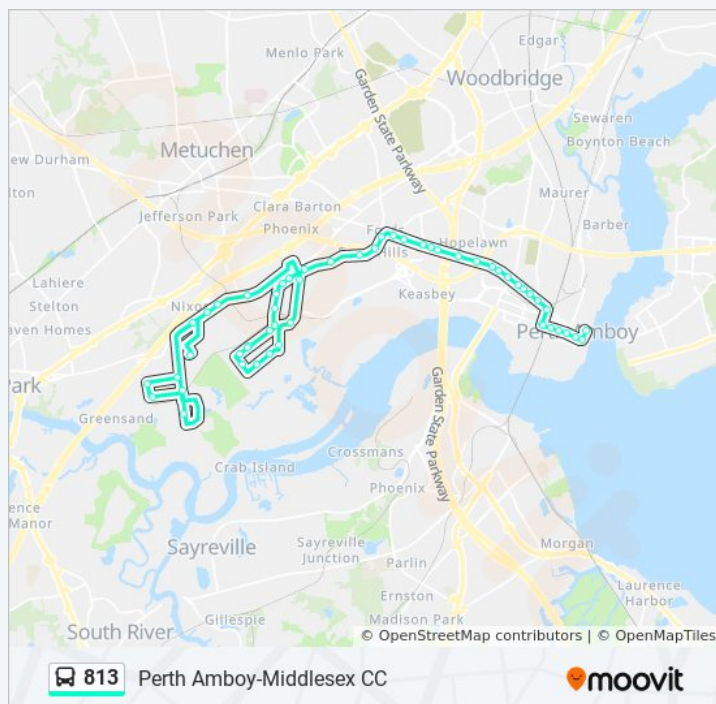 Edgar
Menlo Park
Woodbridge
Garden State Parkway
Sewaren
Boynton Beach
Metuchen
ew Durham
lton
Maurer
Clara Barton
Jefferson Park
Phoenix
Barber
Fords
Hopelawn
Hills
Lahiere
Stelton
Nixon
Keasbey
aven Homes
Perth Amboy
Park
Garden State Parkway
Greensand
Crossmans
Crab Island
Phoenix
ence
Manor
Sayreville
Sayreville
Junction
Morgan
Parlin
Laurence
Harbor
Ernston
Gillespie
Madison Park
South River
© OpenStreetMap contributors | © OpenMapTiles
813 Perth Amboy-Middlesex CC
moovit